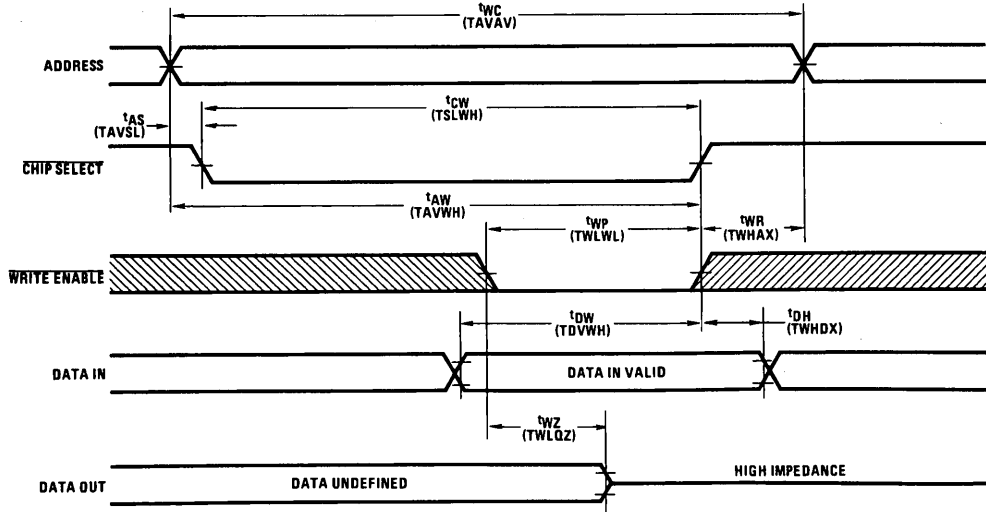 tWC
(TAVAV)
ADDRESS
tCW
(TSLWH)
tAS
(TAVSL)
CHIP SELECT
tAW
(TAVWH)
tWP
(TWLWL)
tWR
(TWHAX)
WRITE ENABLE
tDW
(TDVWH)
tDH
(TWHDX)
DATA IN
DATA IN VALID
tWZ
(TWLQZ)
DATA OUT
DATA UNDEFINED
HIGH IMPEDANCE